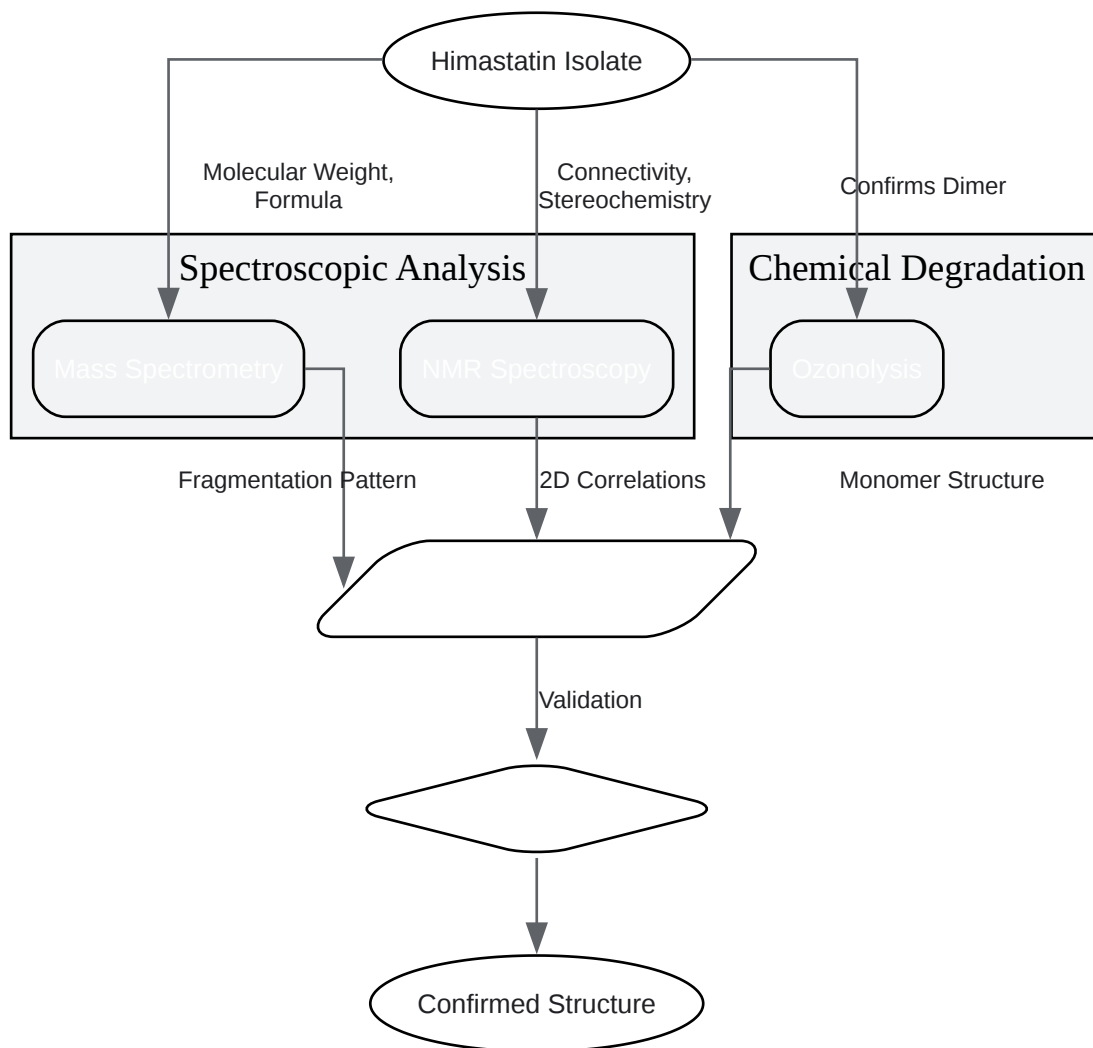 Himastatin Isolate
Molecular Weight,
Formula
Connectivity,
Stereochemistry
Confirms Dimer
Spectroscopic Analysis
Chemical Degradation
Mass Spectrometry
NMR Spectroscopy
Ozonolysis
Fragmentation Pattern
2D Correlations
Monomer Structure
Validation
Confirmed Structure